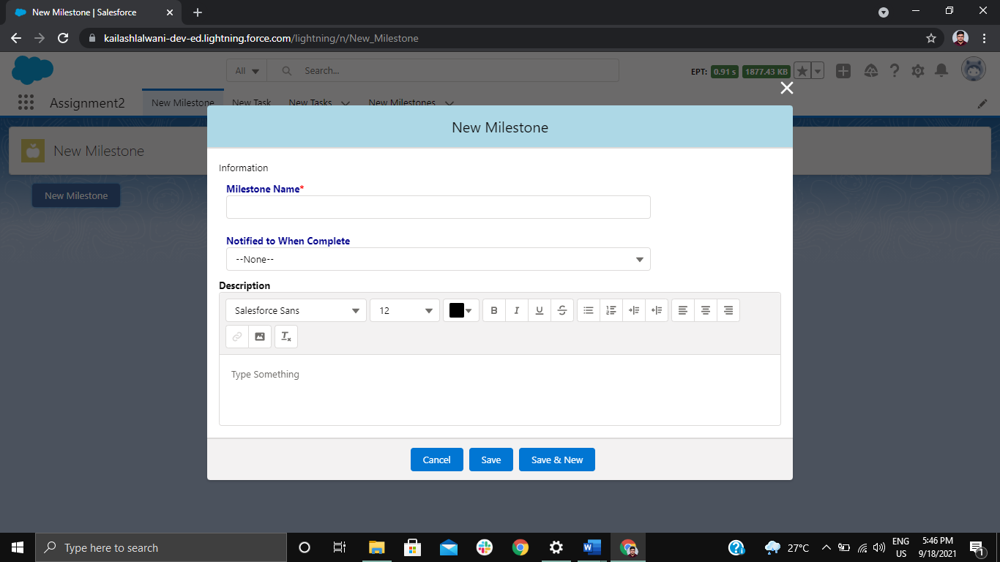 New Milestone | Salesforce
kailashlalwani-dev-ed.lightning.force.com/lightning/n/New_Milestone
All Search...
EPT: 0.91 s 1877.43 KB
Assignment2 New Milestone New Task New Tasks New Milestones
New Milestone
New Milestone
New Milestone
Information
Milestone Name*
Notified to When Complete
--None--
Description
Salesforce Sans 12 B I U S
Tx
Type Something
Cancel Save Save & New
Type here to search
27°C ENG US 5:46 PM 9/18/2021 1